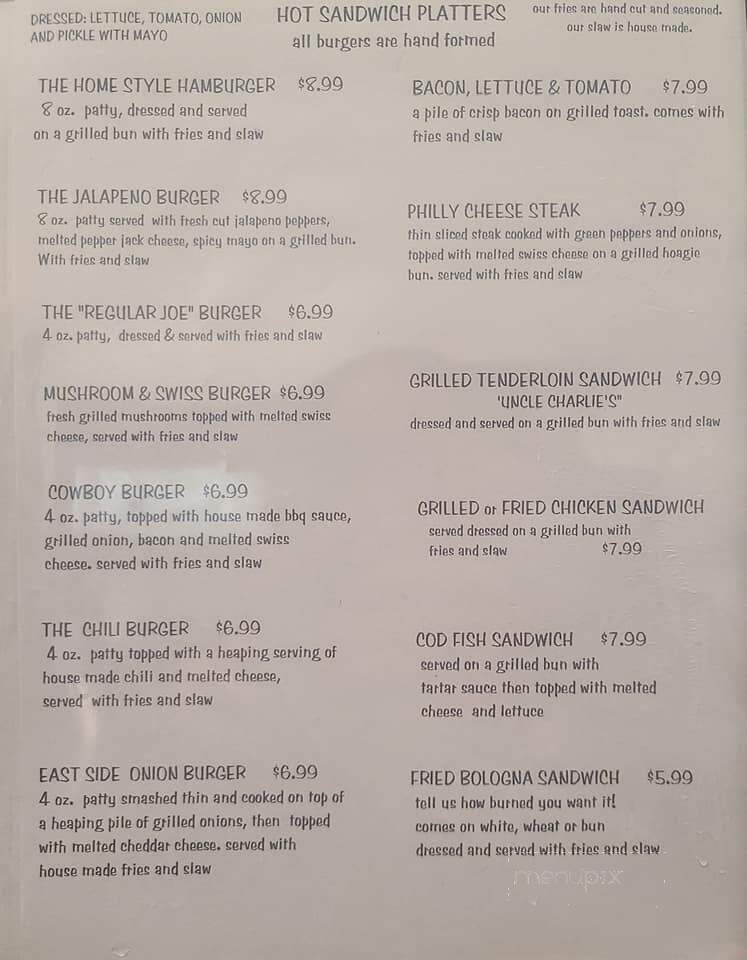 DRESSED: LETTUCE, TOMATO, ONION
AND PICKLE WITH MAYO
HOT SANDWICH PLATTERS
all burgers are hand formed
our fries are hand cut and seasoned.
our slaw is house made.
THE HOME STYLE HAMBURGER $8.99
8 oz. patty, dressed and served
on a grilled bun with fries and slaw
THE JALAPENO BURGER $8.99
8 oz. patty served with fresh cut jalapeno peppers,
melted pepper jack cheese, spicy mayo on a grilled bun.
With fries and slaw
THE "REGULAR JOE" BURGER $6.99
4 oz. patty, dressed & served with fries and slaw
MUSHROOM & SWISS BURGER $6.99
fresh grilled mushrooms topped with melted swiss
cheese, served with fries and slaw
COWBOY BURGER $6.99
4 oz. patty, topped with house made bbq sauce,
grilled onion, bacon and melted swiss
cheese. served with fries and slaw
THE CHILI BURGER $6.99
4 oz. patty topped with a heaping serving of
house made chili and melted cheese,
served with fries and slaw
EAST SIDE ONION BURGER $6.99
4 oz. patty smashed thin and cooked on top of
a heaping pile of grilled onions, then topped
with melted cheddar cheese. served with
house made fries and slaw
BACON, LETTUCE & TOMATO $7.99
a pile of crisp bacon on grilled toast. comes with
fries and slaw
PHILLY CHEESE STEAK $7.99
thin sliced steak cooked with green peppers and onions,
topped with melted swiss cheese on a grilled hoagie
bun. served with fries and slaw
GRILLED TENDERLOIN SANDWICH $7.99
'UNCLE CHARLIE'S"
dressed and served on a grilled bun with fries and slaw
GRILLED or FRIED CHICKEN SANDWICH
served dressed on a grilled bun with
fries and slaw $7.99
COD FISH SANDWICH $7.99
served on a grilled bun with
tartar sauce then topped with melted
cheese and lettuce
FRIED BOLOGNA SANDWICH $5.99
tell us how burned you want it!
comes on white, wheat or bun
dressed and served with fries and slaw
menupix